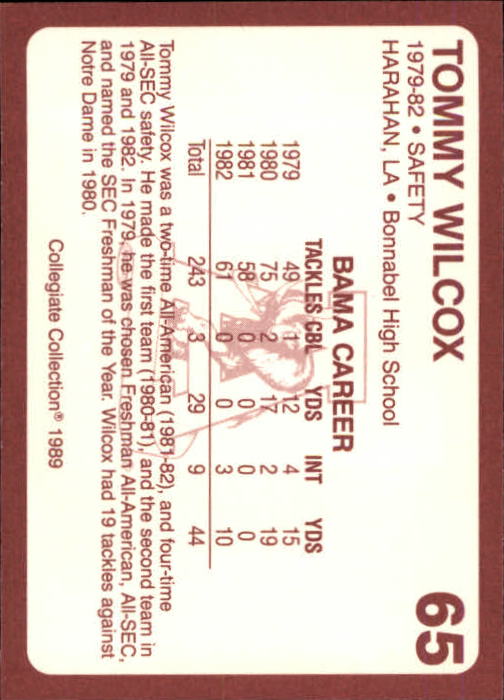 TOMMY WILCOX 65
1979-82 • SAFETY
HARAHAN, LA • Bonnabel High School
BAMA CAREER
TACKLES CBL YDS INT YDS
1979 49 1 12 4 15
1980 75 2 17 2 19
1981 58 0 0 0 0
1982 61 0 0 3 10
Total 243 3 29 9 44
Tommy Wilcox was a two-time All-American (1981-82), and four-time
All-SEC safety. He made the first team (1980-81) and the second team in
1979 and 1982. In 1979, he was chosen Freshman All-American, All-SEC,
and named the SEC Freshman of the Year. Wilcox had 19 tackles against
Notre Dame in 1980.
Collegiate Collection® 1989